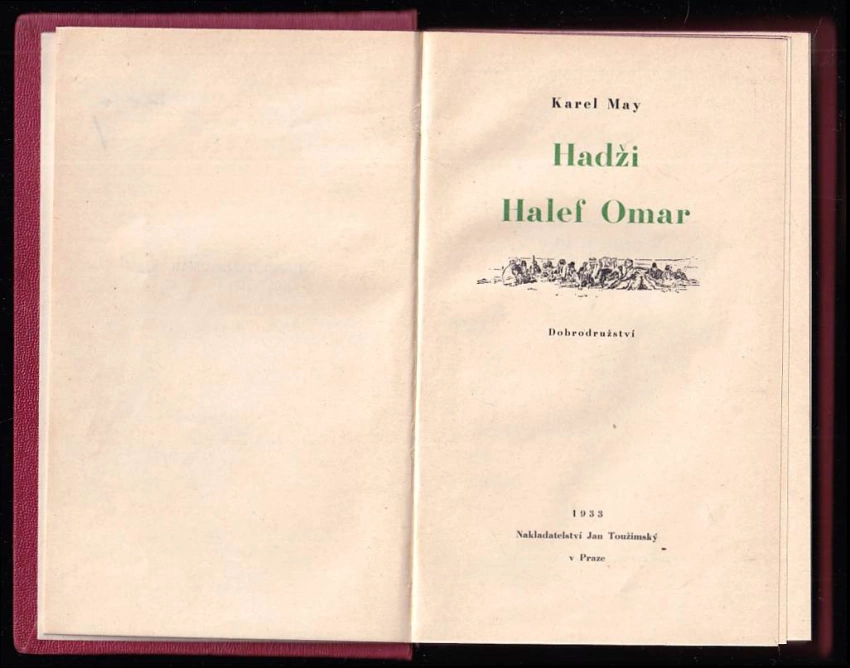 Karel May
Hadži
Halef Omar
Dobrodružství
1933
Nakladatelství Jan Toužimský
v Praze